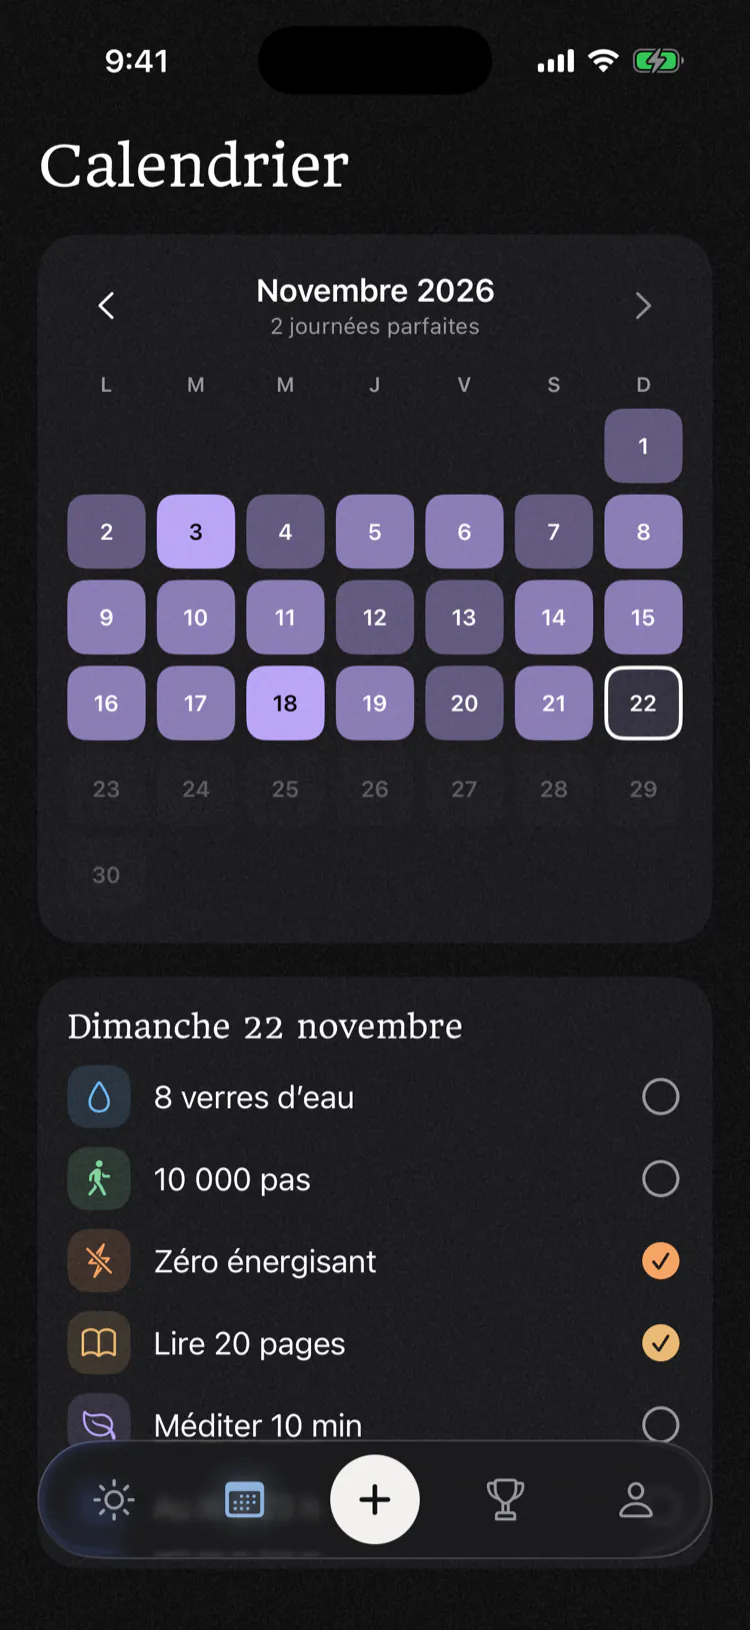 9:41
Calendrier
Novembre 2026
2 journées parfaites
L M M J V S D
1
2 3 4 5 6 7 8
9 10 11 12 13 14 15
16 17 18 19 20 21 22
23 24 25 26 27 28 29
30
Dimanche 22 novembre
8 verres d’eau
10 000 pas
Zéro énergisant
Lire 20 pages
Méditer 10 min